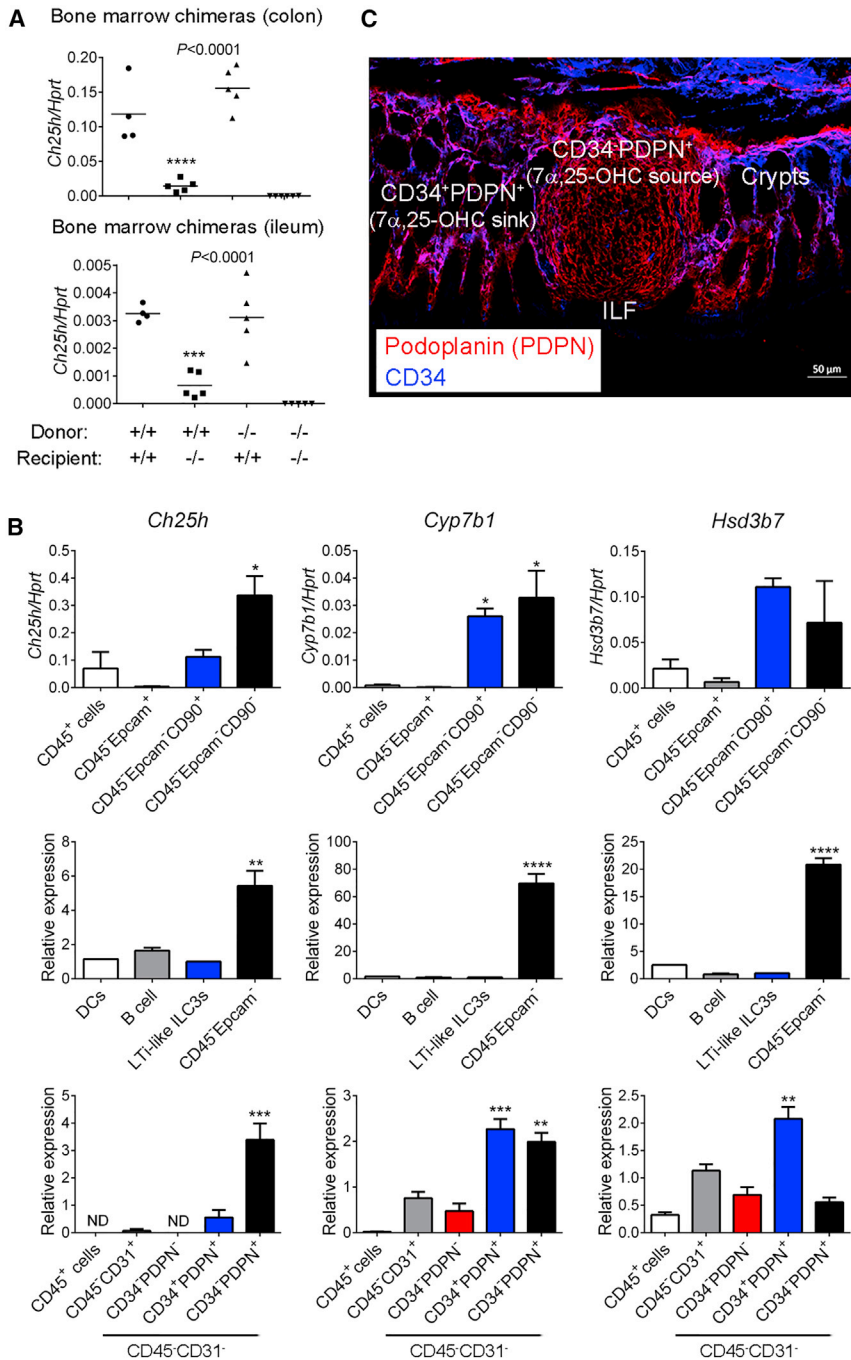 A
Bone marrow chimeras (colon)
P<0.0001
Ch25h/Hprt
0.20
0.15
0.10
0.05
0.00
****
Bone marrow chimeras (ileum)
P<0.0001
Ch25h/Hprt
0.005
0.004
0.003
0.002
0.001
0.000
***
Donor: +/+ +/+ -/- -/-
Recipient: +/+ -/- +/+ -/-
C
CD34⁺PDPN⁺
(7α,25-OHC sink)
CD34⁻PDPN⁺
(7α,25-OHC source)
Crypts
ILF
Podoplanin (PDPN)
CD34
50 µm
B
Ch25h
Ch25h/Hprt
0.5
0.4
0.3
0.2
0.1
0.0
*
CD45⁺ cells
CD45⁻Epcam⁺
CD45⁻Epcam⁻CD90⁺
CD45⁻Epcam⁻CD90⁻
Cyp7b1
Cyp7b1/Hprt
0.05
0.04
0.03
0.02
0.01
0.00
*
*
CD45⁺ cells
CD45⁻Epcam⁺
CD45⁻Epcam⁻CD90⁺
CD45⁻Epcam⁻CD90⁻
Hsd3b7
Hsd3b7/Hprt
0.15
0.10
0.05
0.00
CD45⁺ cells
CD45⁻Epcam⁺
CD45⁻Epcam⁻CD90⁺
CD45⁻Epcam⁻CD90⁻
Relative expression
8
6
4
2
0
**
DCs
B cell
LTi-like ILC3s
CD45⁻Epcam⁻
Relative expression
100
80
60
40
20
0
****
DCs
B cell
LTi-like ILC3s
CD45⁻Epcam⁻
Relative expression
25
20
15
10
5
0
****
DCs
B cell
LTi-like ILC3s
CD45⁻Epcam⁻
Relative expression
5
4
3
2
1
0
ND
ND
***
CD45⁺ cells
CD45⁻CD31⁺
CD34⁻PDPN⁻
CD34⁺PDPN⁺
CD34⁻PDPN⁺
CD45⁻CD31-
Relative expression
3
2
1
0
***
**
CD45⁺ cells
CD45⁻CD31⁺
CD34⁻PDPN⁻
CD34⁺PDPN⁺
CD34⁻PDPN⁺
CD45⁻CD31-
Relative expression
2.5
2.0
1.5
1.0
0.5
0.0
**
CD45⁺ cells
CD45⁻CD31⁺
CD34⁻PDPN⁻
CD34⁺PDPN⁺
CD34⁻PDPN⁺
CD45⁻CD31-